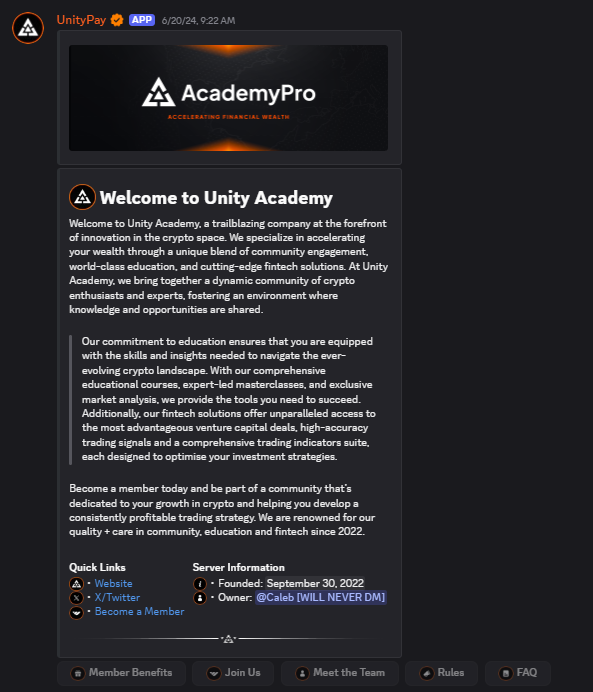 UnityPay APP 6/20/24, 9:22 AM
AcademyPro
ACCELERATING FINANCIAL WEALTH
Welcome to Unity Academy
Welcome to Unity Academy, a trailblazing company at the forefront
of innovation in the crypto space. We specialize in accelerating
your wealth through a unique blend of community engagement,
world-class education, and cutting-edge fintech solutions. At Unity
Academy, we bring together a dynamic community of crypto
enthusiasts and experts, fostering an environment where
knowledge and opportunities are shared.
Our commitment to education ensures that you are equipped
with the skills and insights needed to navigate the ever-
evolving crypto landscape. With our comprehensive
educational courses, expert-led masterclasses, and exclusive
market analysis, we provide the tools you need to succeed.
Additionally, our fintech solutions offer unparalleled access to
the most advantageous venture capital deals, high-accuracy
trading signals and a comprehensive trading indicators suite,
each designed to optimise your investment strategies.
Become a member today and be part of a community that's
dedicated to your growth in crypto and helping you develop a
consistently profitable trading strategy. We are renowned for our
quality + care in community, education and fintech since 2022.
Quick Links
• Website
• X/Twitter
• Become a Member
Server Information
• Founded: September 30, 2022
• Owner: @Caleb [WILL NEVER DM]
Member Benefits
Join Us
Meet the Team
Rules
FAQ